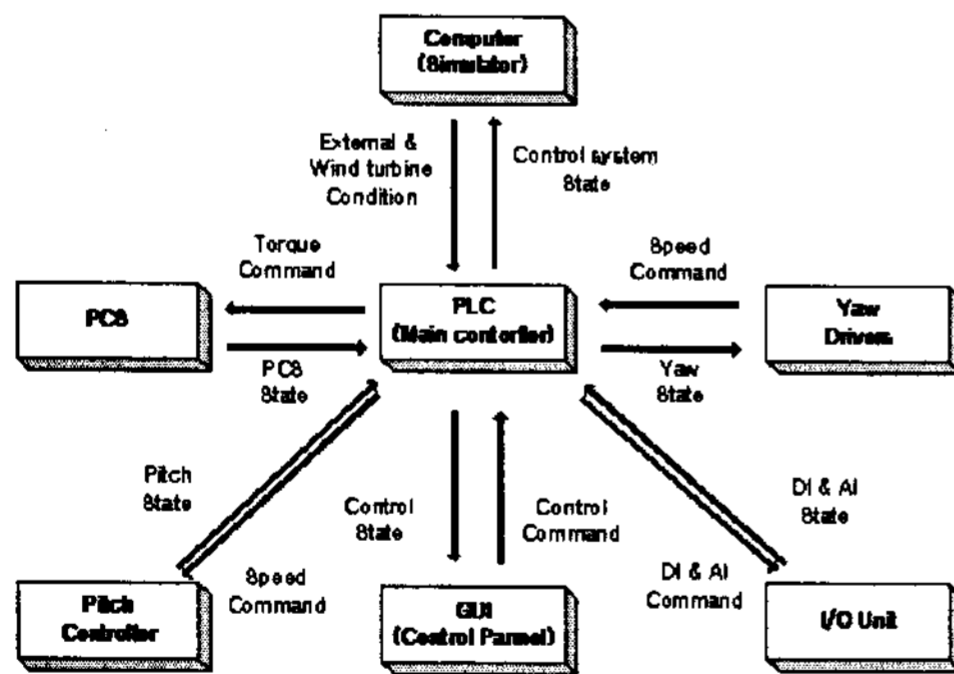 Computer
(Simulator)
External &
Wind turbine
Condition
Control system
State
Torque
Command
Speed
Command
PCS
PLC
(Main contorller)
Yaw
Drivers
PCS
State
Yaw
State
Pitch
State
Control
State
Control
Command
DI & AI
State
Speed
Command
DI & AI
Command
Pitch
Controller
GUI
(Control Pannel)
I/O Unit